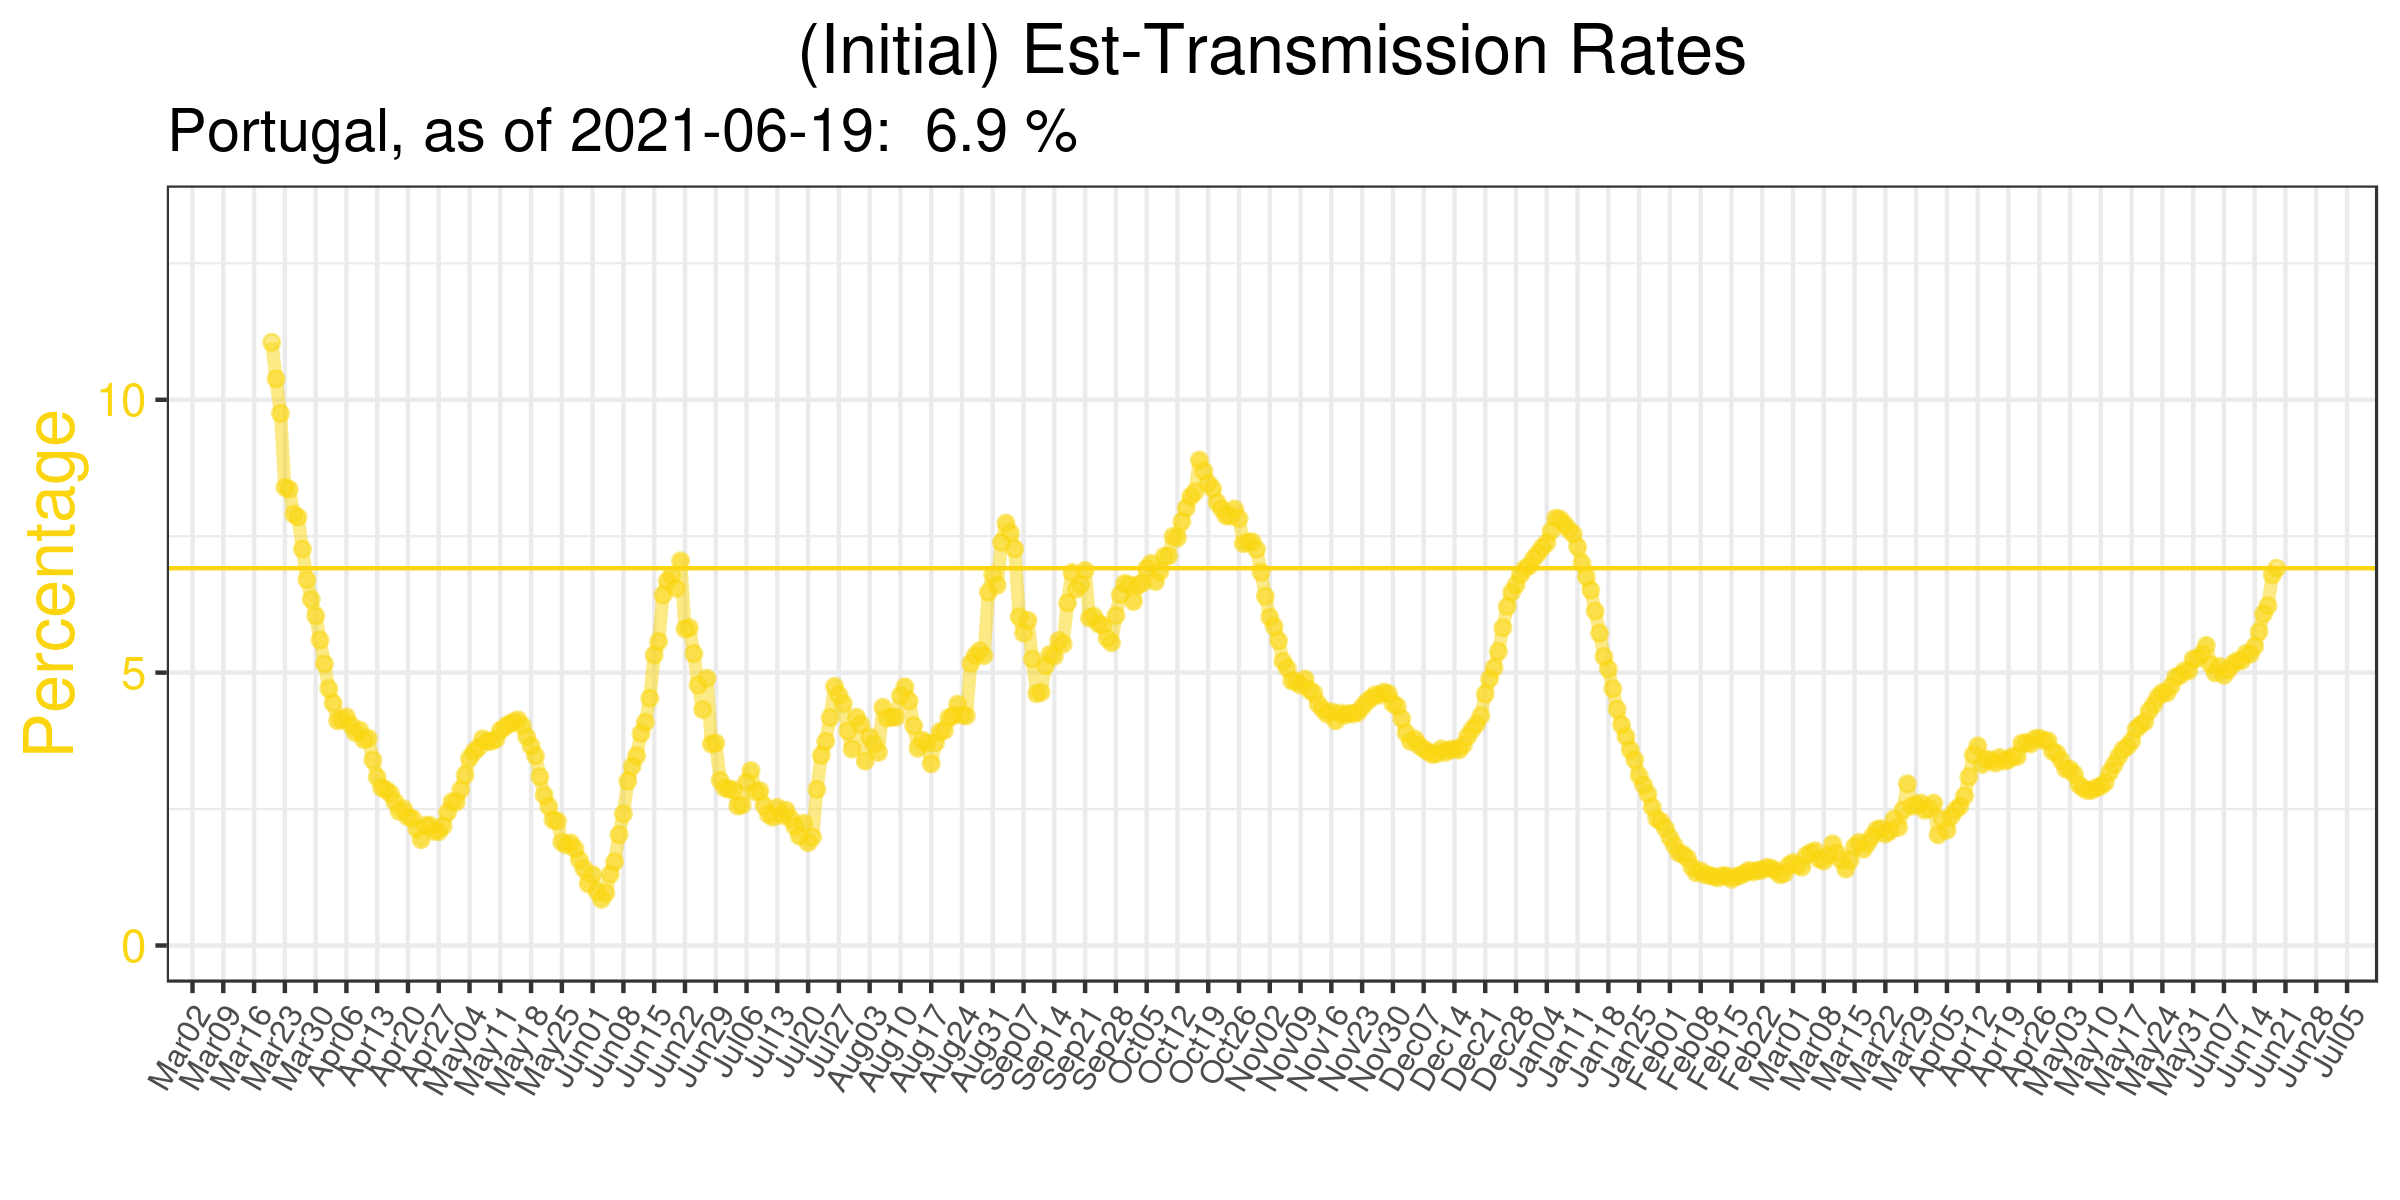 (Initial) Est-Transmission Rates
Portugal, as of 2021-06-19:  6.9 %
Percentage
10
5
0
Mar02
Mar09
Mar16
Mar23
Mar30
Apr06
Apr13
Apr20
Apr27
May04
May11
May18
May25
Jun01
Jun08
Jun15
Jun22
Jun29
Jul06
Jul13
Jul20
Jul27
Aug03
Aug10
Aug17
Aug24
Aug31
Sep07
Sep14
Sep21
Sep28
Oct05
Oct12
Oct19
Oct26
Nov02
Nov09
Nov16
Nov23
Nov30
Dec07
Dec14
Dec21
Dec28
Jan04
Jan11
Jan18
Jan25
Feb01
Feb08
Feb15
Feb22
Mar01
Mar08
Mar15
Mar22
Mar29
Apr05
Apr12
Apr19
Apr26
May03
May10
May17
May24
May31
Jun07
Jun14
Jun21
Jun28
Jul05